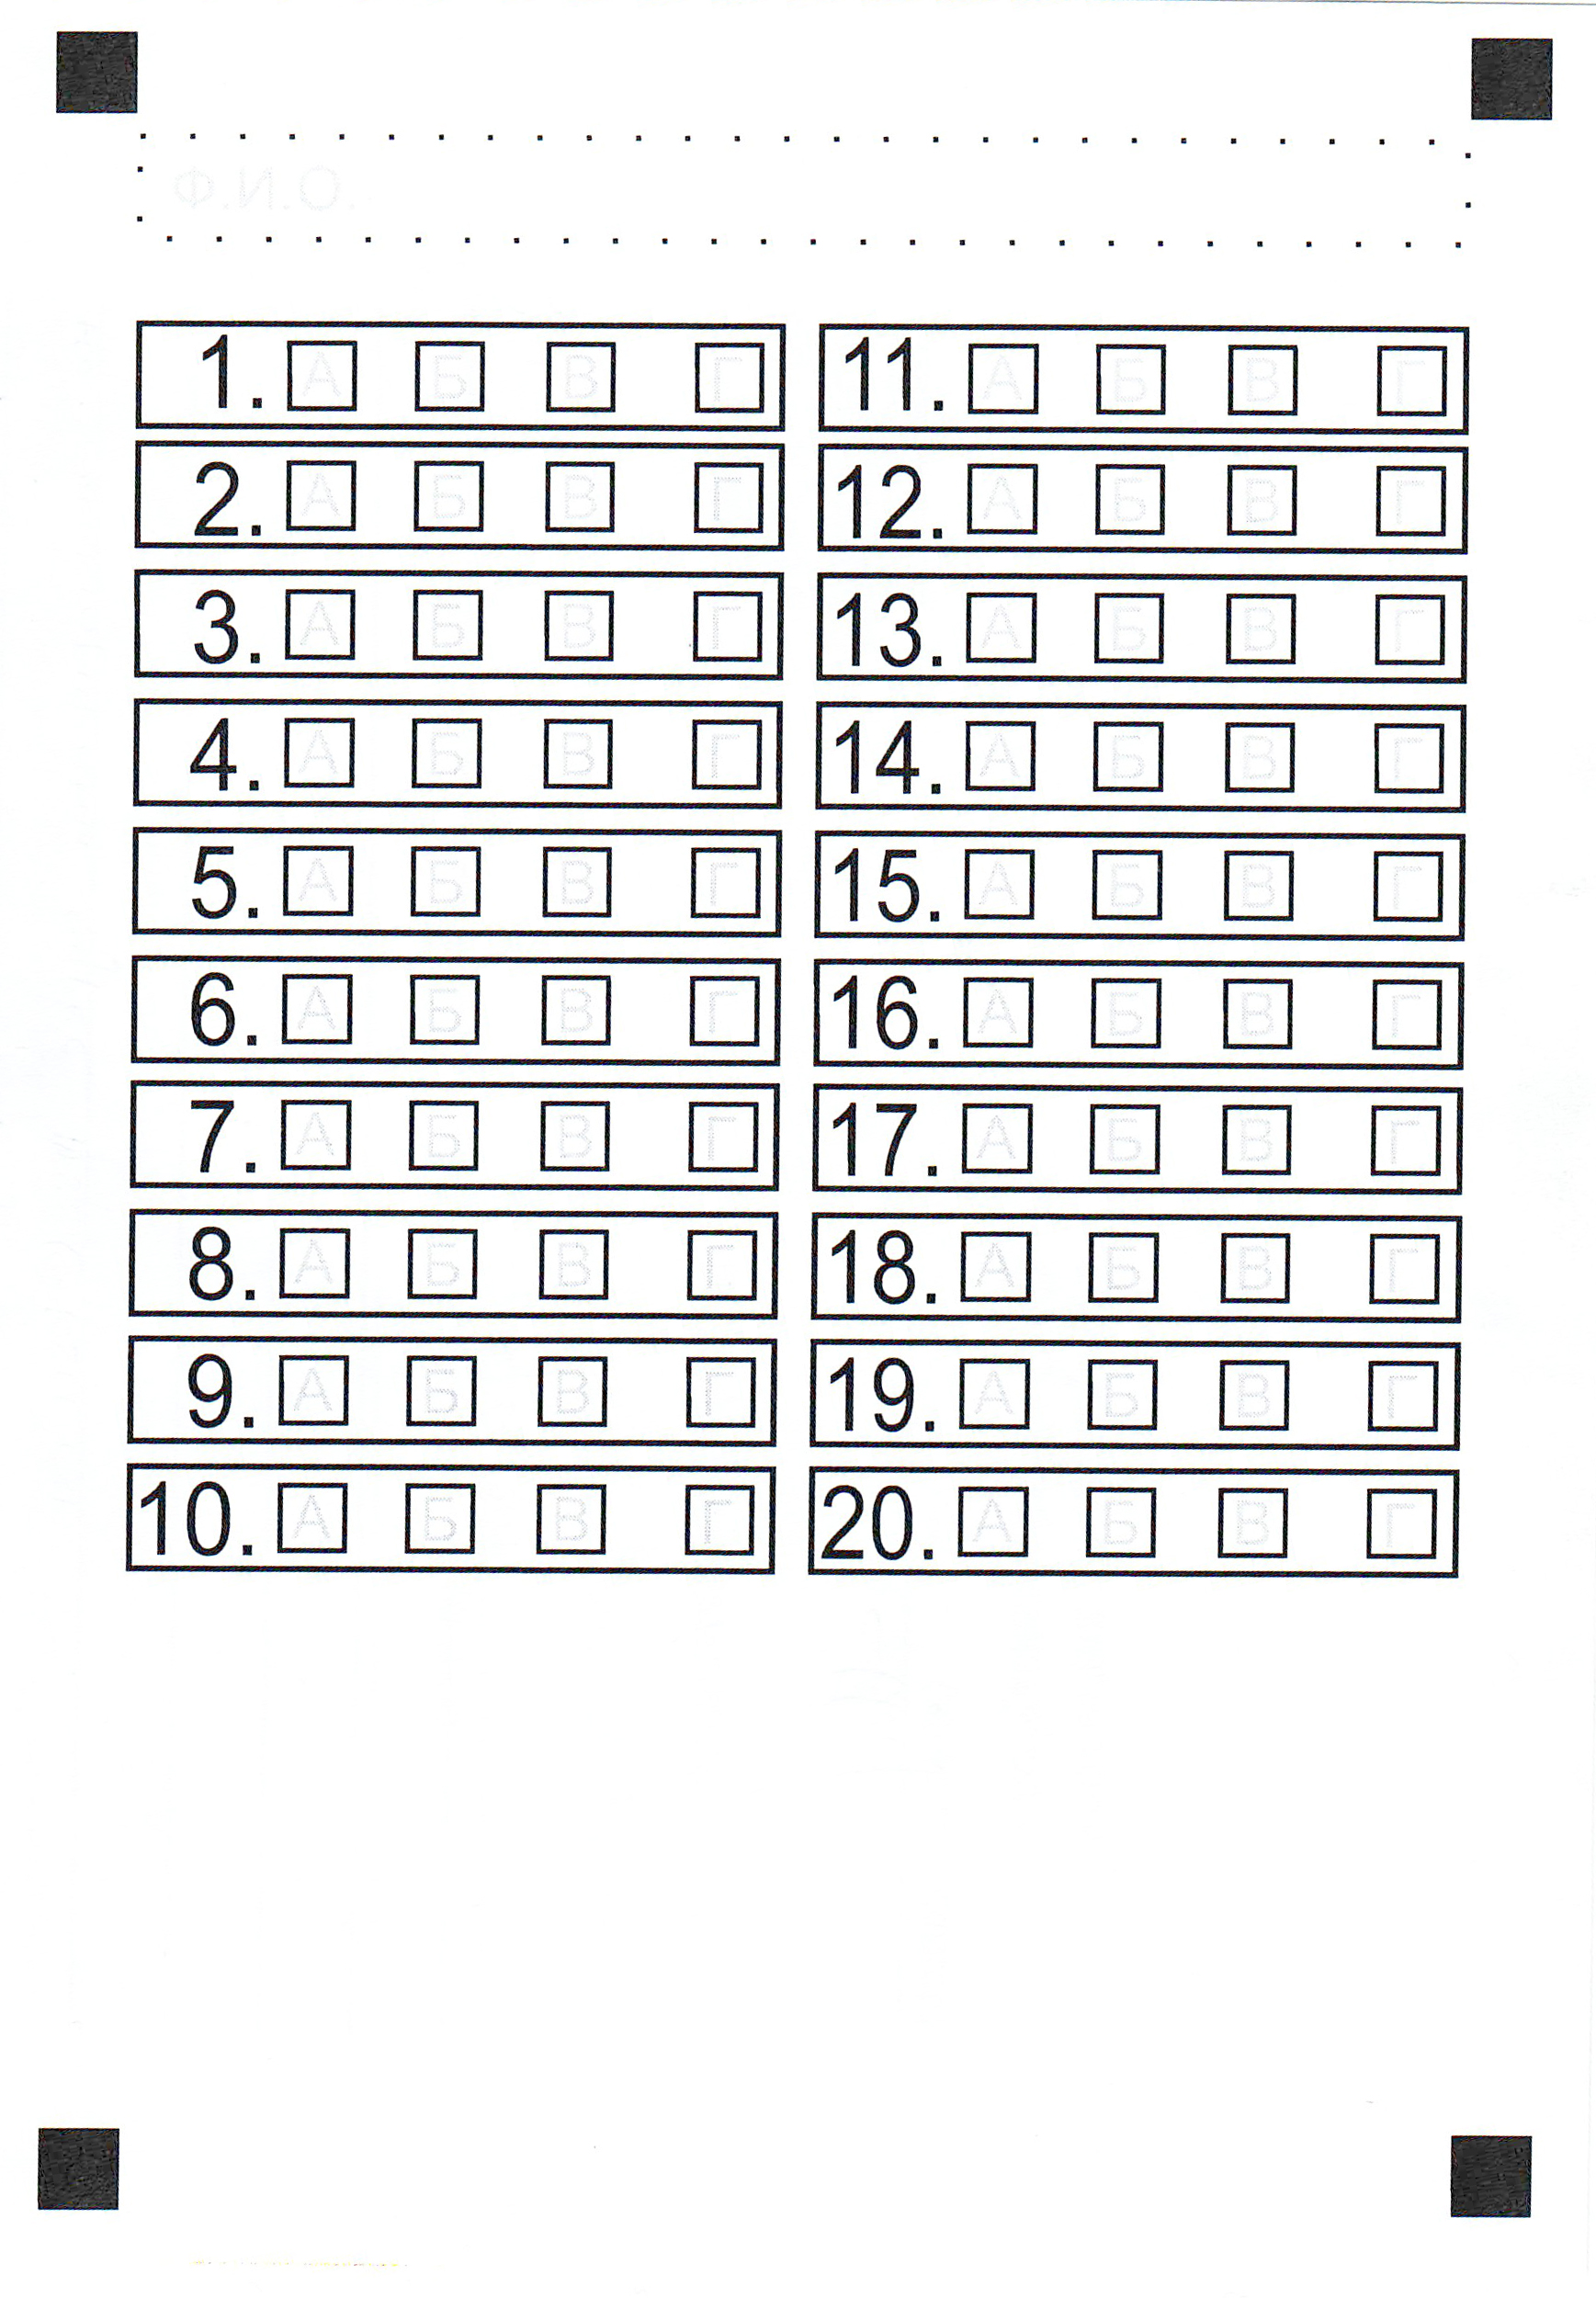 Ф.И.О.
1. А Б В Г
2. А Б В Г
3. А Б В Г
4. А Б В Г
5. А Б В Г
6. А Б В Г
7. А Б В Г
8. А Б В Г
9. А Б В Г
10. А Б В Г
11. А Б В Г
12. А Б В Г
13. А Б В Г
14. А Б В Г
15. А Б В Г
16. А Б В Г
17. А Б В Г
18. А Б В Г
19. А Б В Г
20. А Б В Г